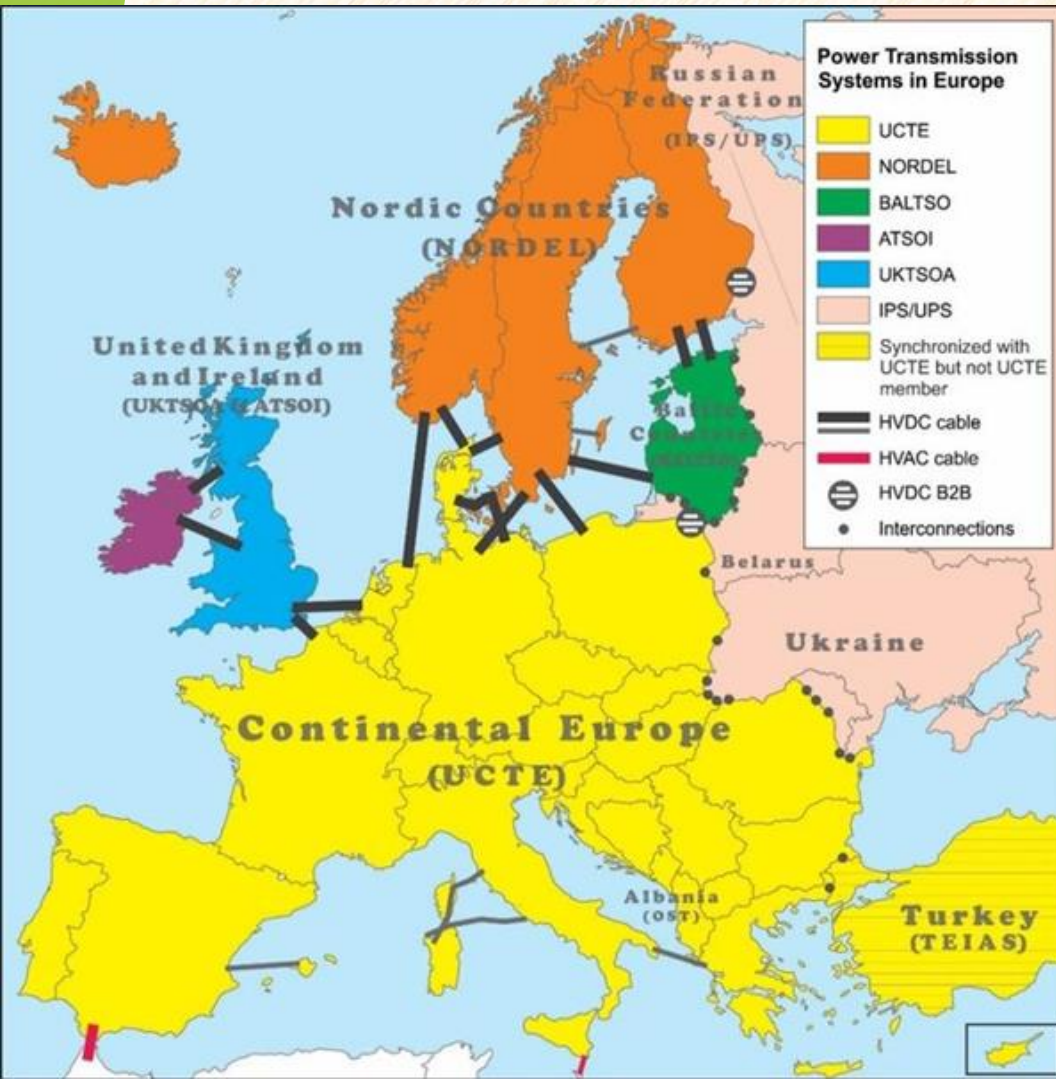 Power Transmission
Systems in Europe
UCTE
NORDEL
BALTSO
ATSOI
UKTSOA
IPS/UPS
Synchronized with
UCTE but not UCTE
member
HVDC cable
HVAC cable
HVDC B2B
Interconnections
Russian
Federation
(IPS/UPS)
Nordic Countries
(NORDEL)
United Kingdom
and Ireland
(UKTSOA & ATSOI)
Baltic
Belarus
Ukraine
Continental Europe
(UCTE)
Albania
(OST)
Turkey
(TEIAS)